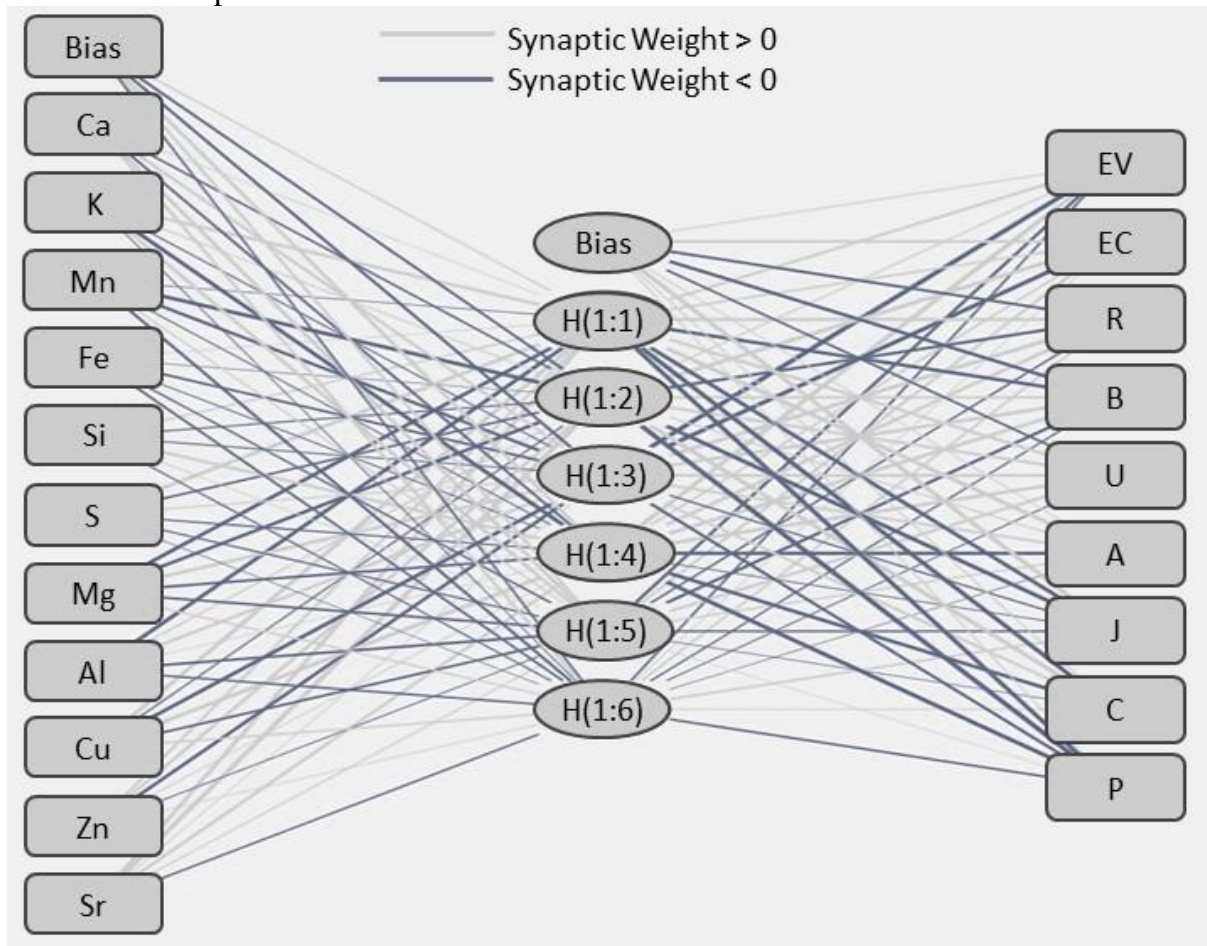 Synaptic Weight > 0
Synaptic Weight < 0
Bias
Ca
K
Mn
Fe
Si
S
Mg
Al
Cu
Zn
Sr
Bias
H(1:1)
H(1:2)
H(1:3)
H(1:4)
H(1:5)
H(1:6)
EV
EC
R
B
U
A
J
C
P